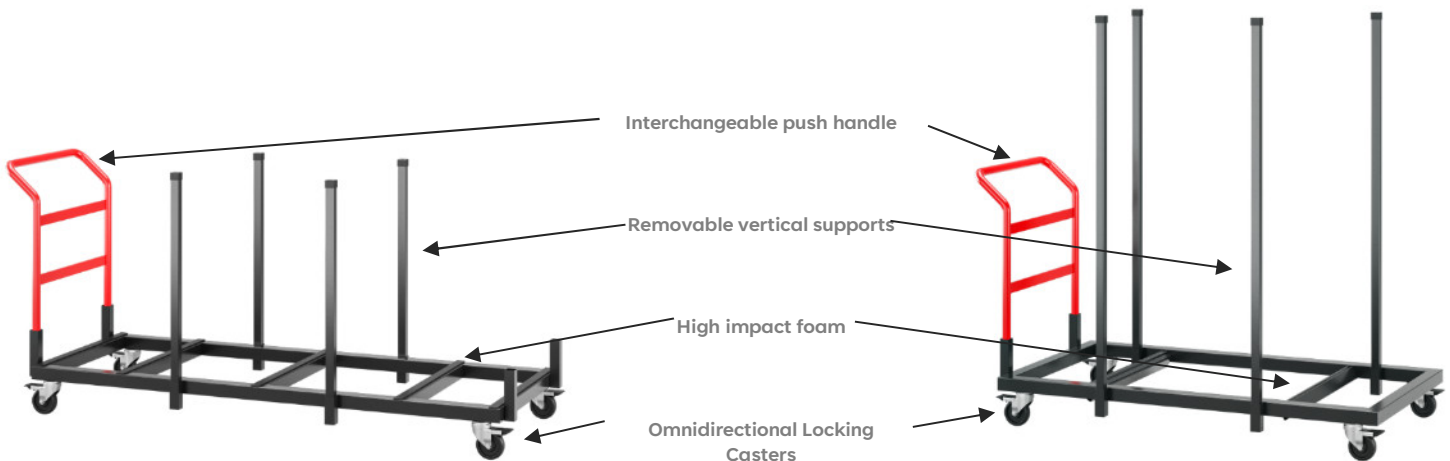 Interchangeable push handle
Removable vertical supports
High impact foam
Omnidirectional Locking
Casters